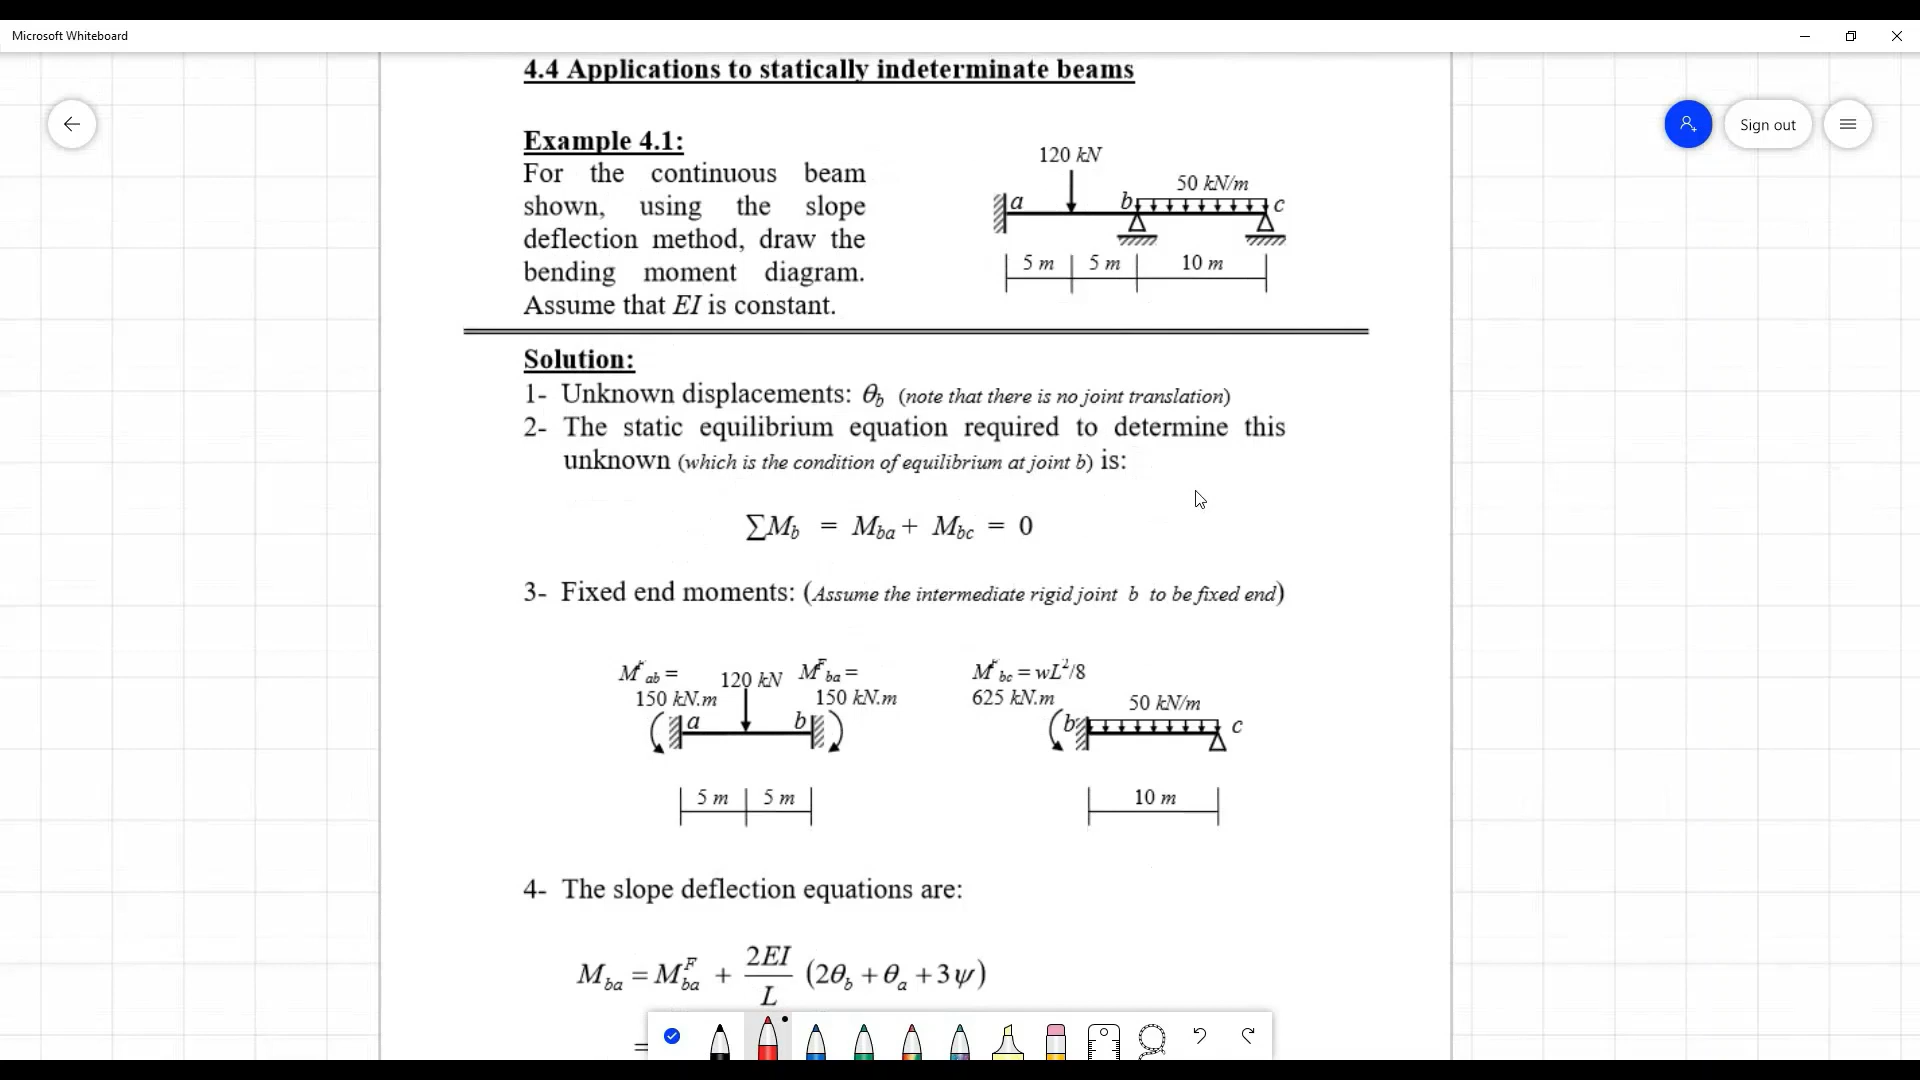 Microsoft Whiteboard
4.4 Applications to statically indeterminate beams
Sign out
Example 4.1:
For the continuous beam
shown, using the slope
deflection method, draw the
bending moment diagram.
Assume that EI is constant.
120 kN
50 kN/m
a b c
5 m 5 m 10 m
Solution:
1- Unknown displacements: θb (note that there is no joint translation)
2- The static equilibrium equation required to determine this
unknown (which is the condition of equilibrium at joint b) is:
∑Mb = Mba + Mbc = 0
3- Fixed end moments: (Assume the intermediate rigid joint b to be fixed end)
M^F ab = 120 kN M^F ba = M^F bc = wL²/8
150 kN.m 150 kN.m 625 kN.m 50 kN/m
a b b c
5 m 5 m 10 m
4- The slope deflection equations are:
Mba = M^F ba + 2EI/L (2θb + θa + 3ψ)
=